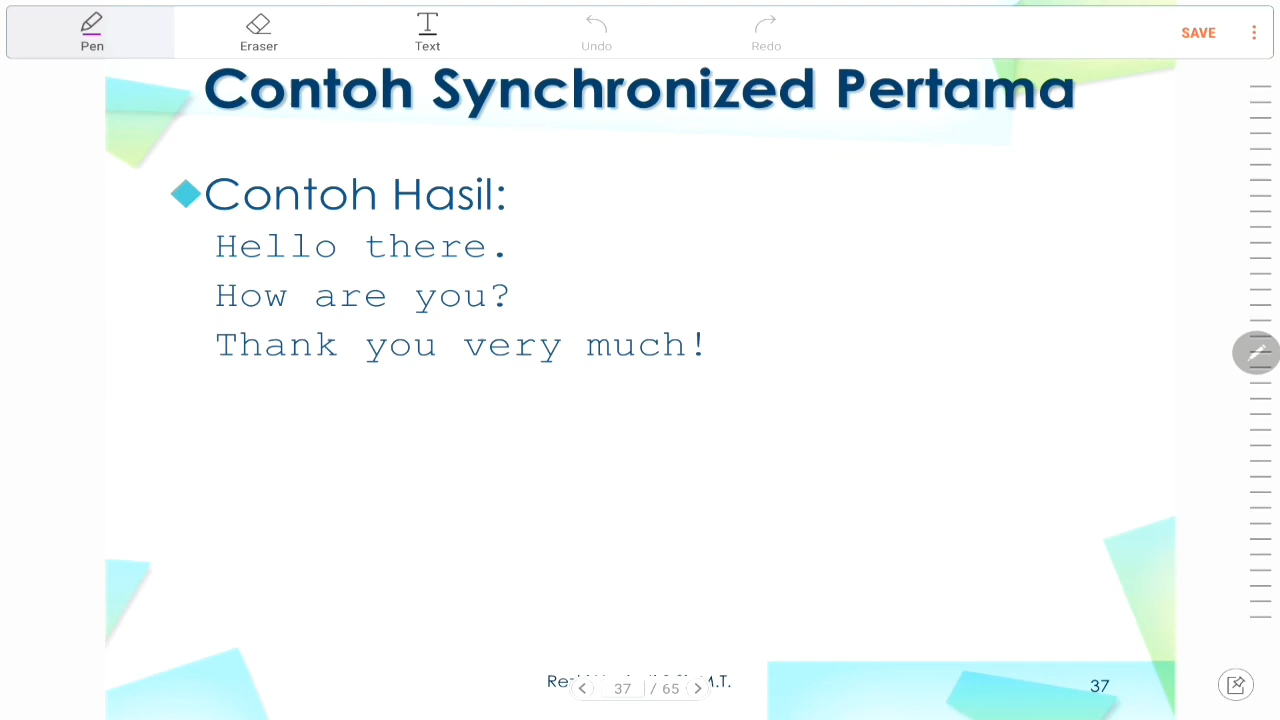 Pen Eraser Text Undo Redo SAVE
Contoh Synchronized Pertama
Contoh Hasil:
Hello there.
How are you?
Thank you very much!
M.T.
37 / 65
37